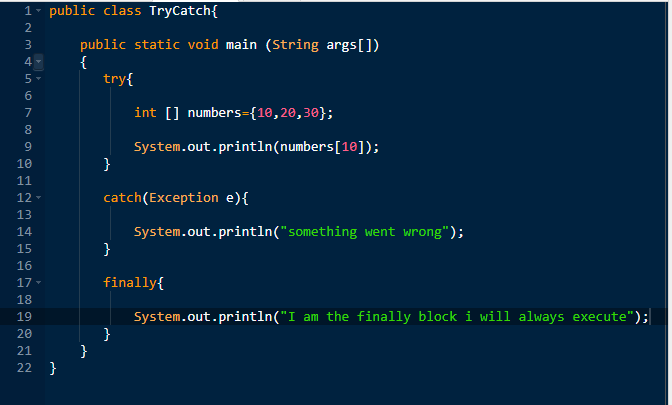 1 public class TryCatch{
2
3     public static void main (String args[])
4     {
5        try{
6
7            int [] numbers={10,20,30};
8
9            System.out.println(numbers[10]);
10        }
11
12        catch(Exception e){
13
14            System.out.println("something went wrong");
15        }
16
17        finally{
18
19            System.out.println("I am the finally block i will always execute");
20        }
21     }
22 }